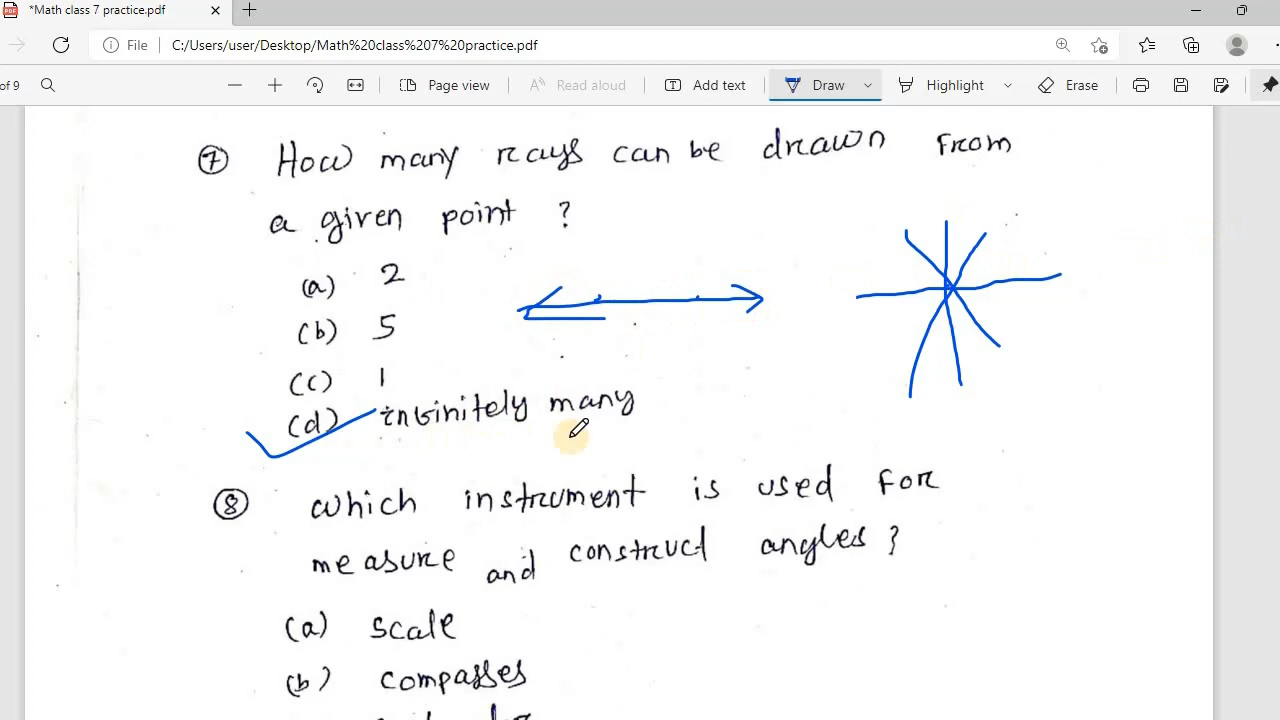 *Math class 7 practice.pdf
File C:/Users/user/Desktop/Math%20class%207%20practice.pdf
of 9 Page view Read aloud Add text Draw Highlight Erase
7 How many rays can be drawn from
a given point ?
(a) 2
(b) 5
(c) 1
(d) infinitely many
8 which instrument is used for
measure and construct angles?
(a) scale
(b) compasses